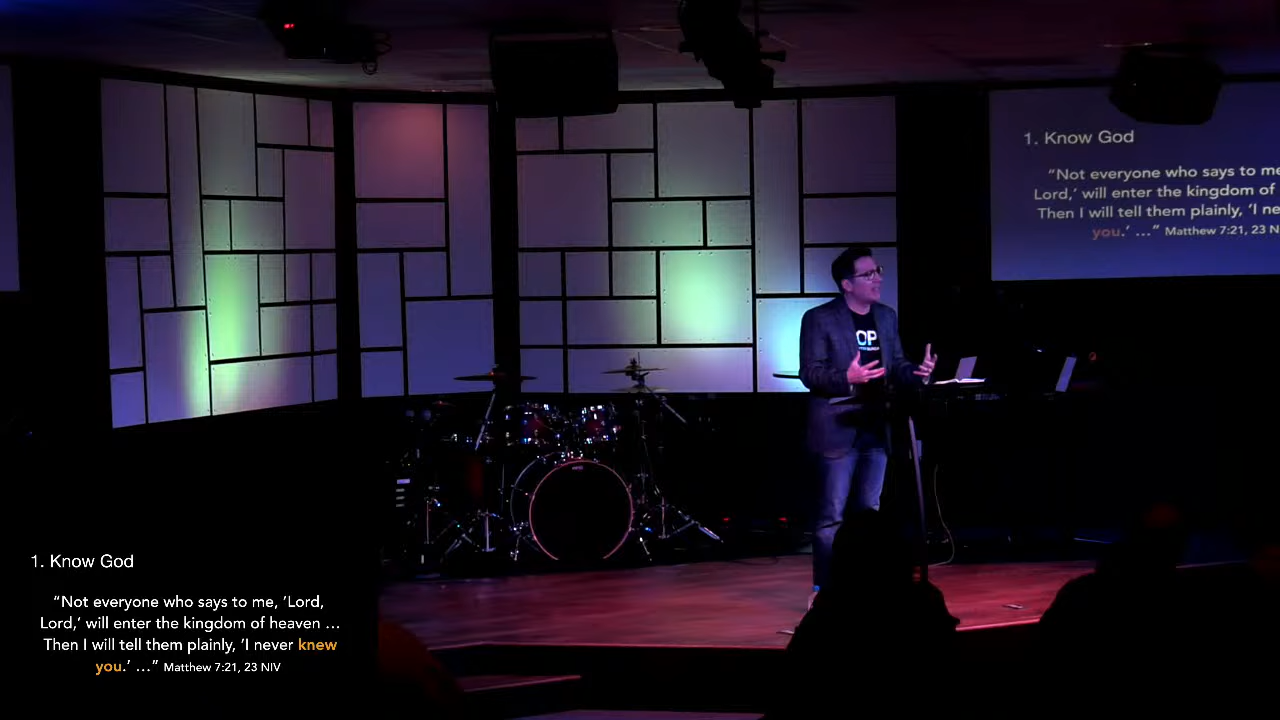 1. Know God
“Not everyone who says to me,
Lord,’ will enter the kingdom of
Then I will tell them plainly, ‘I
you.’ …” Matthew 7:21, 23
OP
1. Know God
“Not everyone who says to me, ‘Lord,
Lord,’ will enter the kingdom of heaven …
Then I will tell them plainly, ‘I never knew
you.’ …” Matthew 7:21, 23 NIV